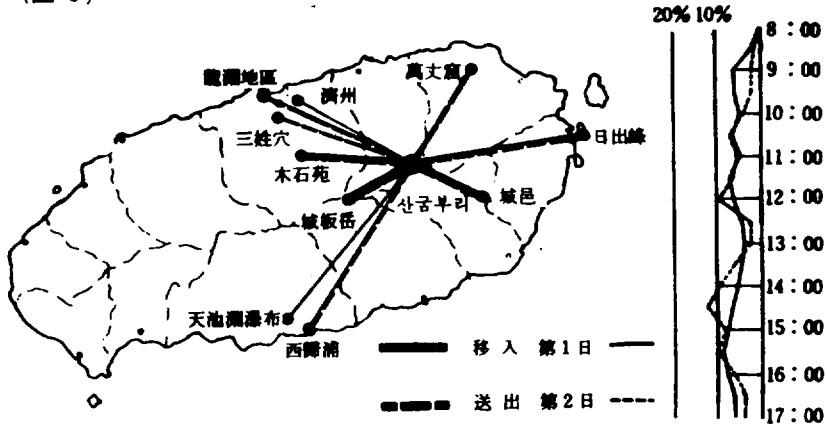 20% 10%
8:00
9:00
10:00
11:00
12:00
13:00
14:00
15:00
16:00
17:00
萬丈窟
龍潭地區
濟州
三姓穴
日出峰
木石苑
산굼부리
城邑
城板岳
天池淵瀑布
西歸浦
移入 第1日
送出 第2日